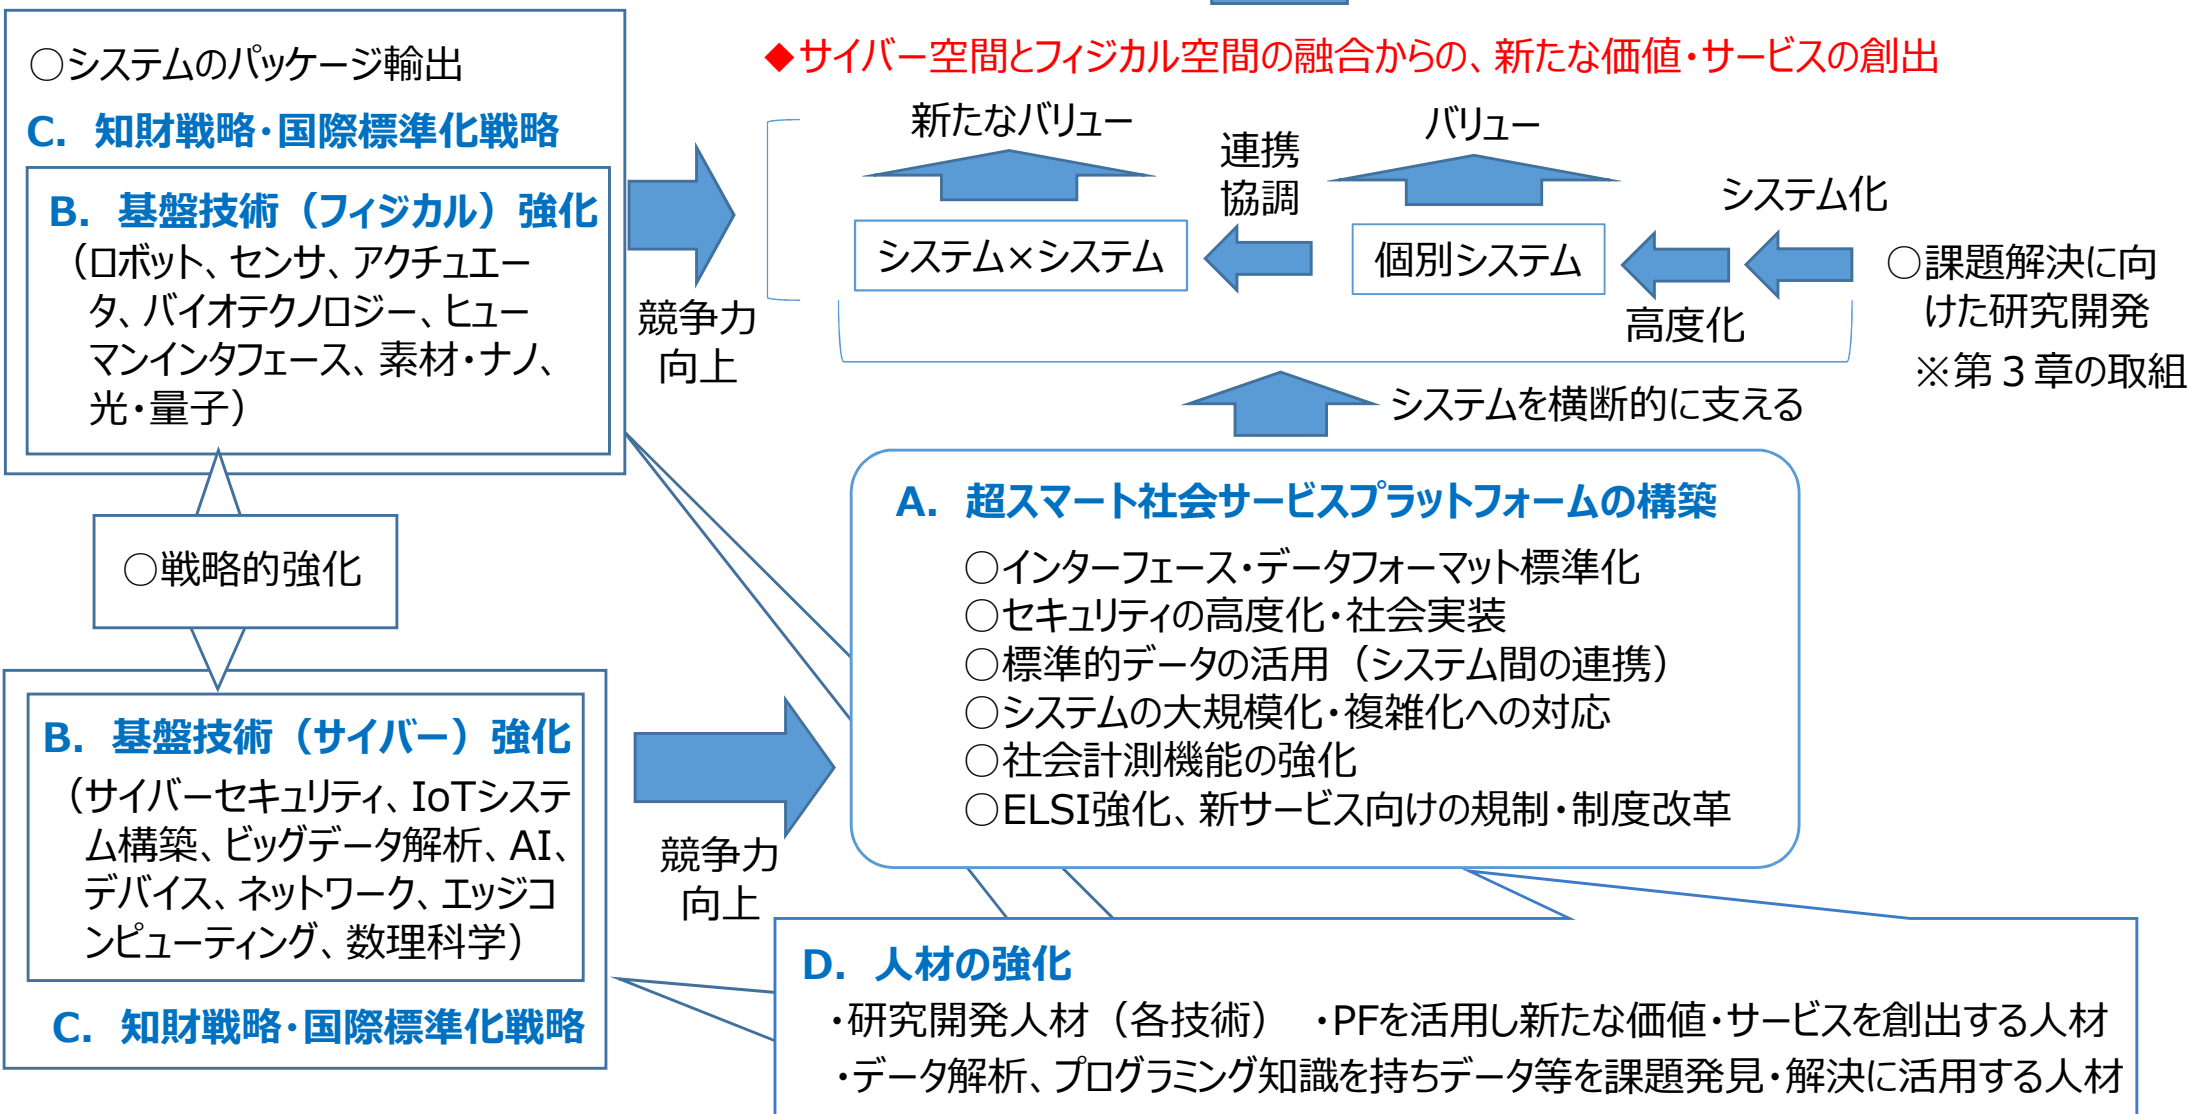 ○システムのパッケージ輸出
C. 知財戦略・国際標準化戦略
B. 基盤技術（フィジカル）強化
（ロボット、センサ、アクチュエー
タ、バイオテクノロジー、ヒュー
マンインタフェース、素材・ナノ、
光・量子）
○戦略的強化
B. 基盤技術（サイバー）強化
（サイバーセキュリティ、IoTシステ
ム構築、ビッグデータ解析、AI、
デバイス、ネットワーク、エッジコ
ンピューティング、数理科学）
C. 知財戦略・国際標準化戦略
競争力
向上
競争力
向上
◆サイバー空間とフィジカル空間の融合からの、新たな価値・サービスの創出
新たなバリュー
連携
協調
バリュー
システム化
システム×システム
個別システム
高度化
○課題解決に向
けた研究開発
※第３章の取組
システムを横断的に支える
A. 超スマート社会サービスプラットフォームの構築
○インターフェース・データフォーマット標準化
○セキュリティの高度化・社会実装
○標準的データの活用（システム間の連携）
○システムの大規模化・複雑化への対応
○社会計測機能の強化
○ELSI強化、新サービス向けの規制・制度改革
D. 人材の強化
・研究開発人材（各技術）　・PFを活用し新たな価値・サービスを創出する人材
・データ解析、プログラミング知識を持ちデータ等を課題発見・解決に活用する人材